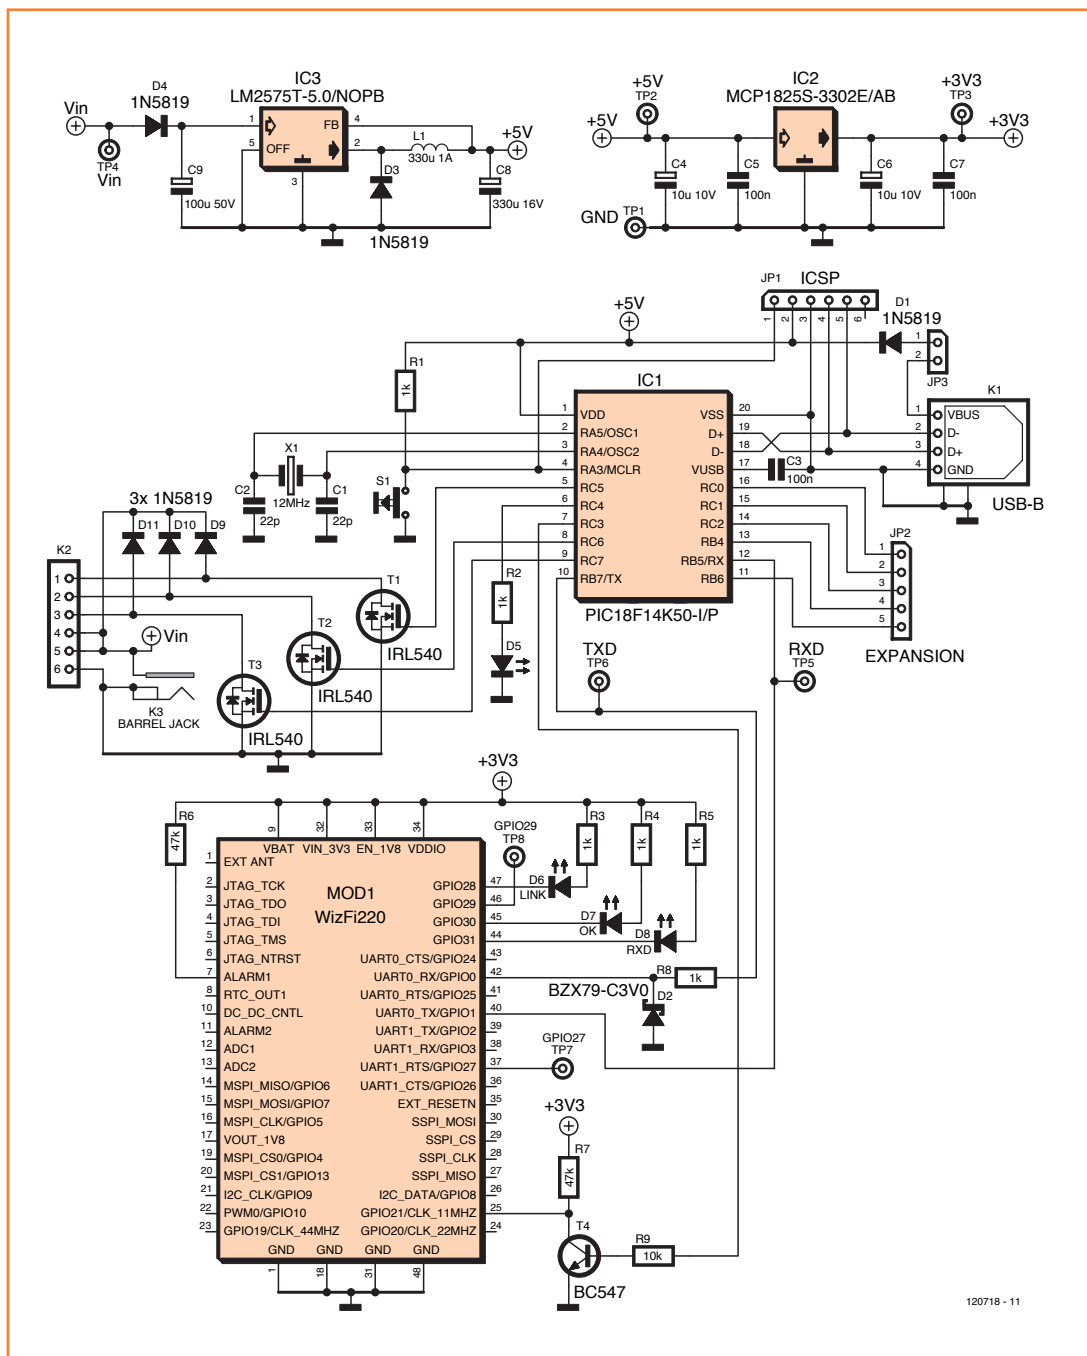 D4
1N5819
Vin
TP4
Vin
C9
100u 50V
IC3
LM2575T-5.0/NOPB
1
5
OFF
FB
4
2
3
L1
330u 1A
D3
1N5819
+5V
C8
330u 16V
+5V
TP2
+5V
IC2
MCP1825S-3302E/AB
+3V3
TP3
+3V3
C4
10u 10V
C5
100n
C6
10u 10V
C7
100n
GND
TP1
JP1
ICSP
1
2
3
4
5
6
D1
1N5819
1
2
JP3
+5V
R1
1k
IC1
1
VDD
2
RA5/OSC1
3
RA4/OSC2
4
RA3/MCLR
5
RC5
6
RC4
7
RC3
8
RC6
9
RC7
10
RB7/TX
VSS
20
D+
19
D-
18
VUSB
17
RC0
16
RC1
15
RC2
14
RB4
13
RB5/RX
12
RB6
11
PIC18F14K50-I/P
C3
100n
K1
1
VBUS
2
D-
3
D+
4
GND
USB-B
JP2
1
2
3
4
5
EXPANSION
X1
12MHz
C2
22p
C1
22p
S1
3x 1N5819
D11
D10
D9
K2
1
2
3
4
5
6
Vin
K3
BARREL JACK
T1
IRL540
T2
IRL540
T3
IRL540
R2
1k
D5
TXD
TP6
RXD
TP5
+3V3
R6
47k
GPIO29
TP8
R3
1k
R4
1k
R5
1k
D6
LINK
D7
OK
D8
RXD
9
32
33
34
VBAT
VIN_3V3
EN_1V8
VDDIO
MOD1
WizFi220
1
EXT ANT
2
JTAG_TCK
3
JTAG_TDO
4
JTAG_TDI
5
JTAG_TMS
6
JTAG_NTRST
7
ALARM1
8
RTC_OUT1
10
DC_DC_CNTL
11
ALARM2
12
ADC1
13
ADC2
14
MSPI_MISO/GPIO6
15
MSPI_MOSI/GPIO7
16
MSPI_CLK/GPIO5
17
VOUT_1V8
19
MSPI_CS0/GPIO4
20
MSPI_CS1/GPIO13
21
I2C_CLK/GPIO9
22
PWM0/GPIO10
23
GPIO19/CLK_44MHZ
GPIO28
47
GPIO29
46
GPIO30
45
GPIO31
44
UART0_CTS/GPIO24
43
UART0_RX/GPIO0
42
UART0_RTS/GPIO25
41
UART0_TX/GPIO1
40
UART1_TX/GPIO2
39
UART1_RX/GPIO3
38
UART1_RTS/GPIO27
37
UART1_CTS/GPIO26
36
EXT_RESETN
35
SSPI_MOSI
30
SSPI_CS
29
SSPI_CLK
28
SSPI_MISO
27
I2C_DATA/GPIO8
26
GPIO21/CLK_11MHZ
25
GPIO20/CLK_22MHZ
24
GND
GND
GND
GND
1
18
31
48
BZX79-C3V0
R8
1k
D2
GPIO27
TP7
+3V3
R7
47k
T4
BC547
R9
10k
120718 - 11